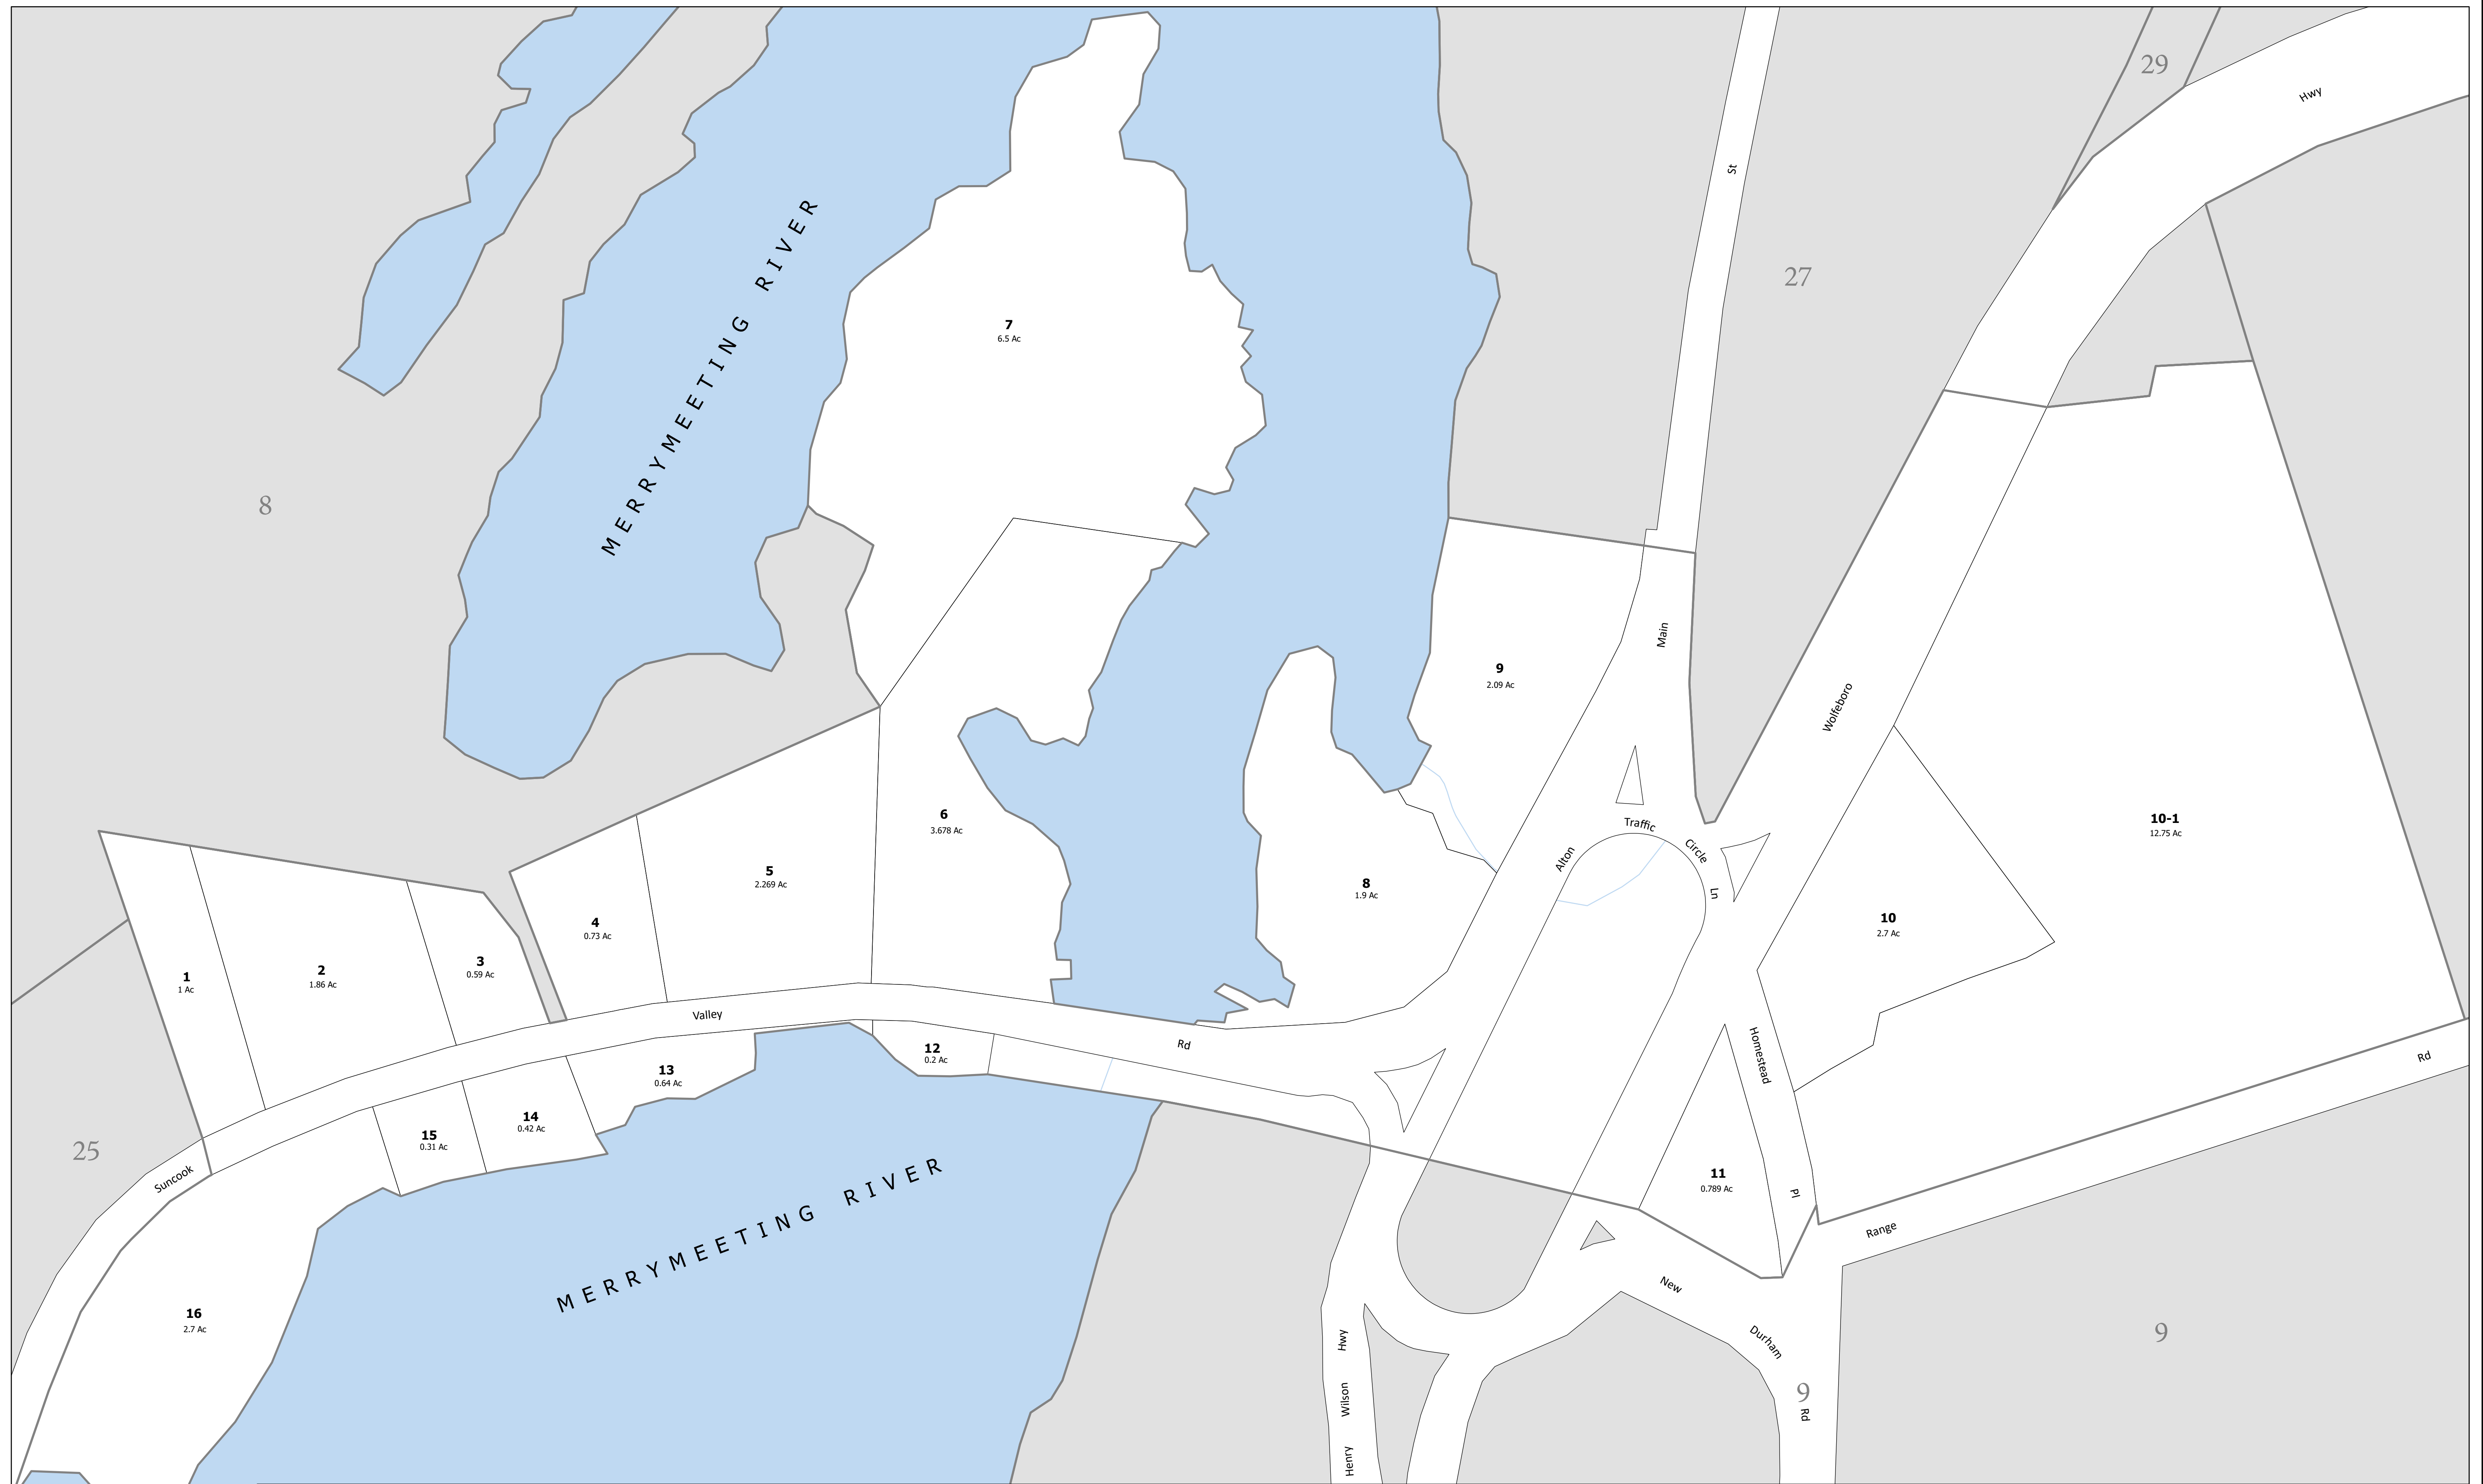 29
Hwy
St
27
MERRYMEETING RIVER
7
6.5 Ac
8
Main
9
2.09 Ac
Wolfeboro
6
3.678 Ac
10-1
12.75 Ac
Alton
Traffic
Circle
Ln
5
2.269 Ac
8
1.9 Ac
4
0.73 Ac
10
2.7 Ac
3
0.59 Ac
2
1.86 Ac
1
1 Ac
Valley
Rd
12
0.2 Ac
13
0.64 Ac
Homestead
Pl
Rd
14
0.42 Ac
15
0.31 Ac
25
Suncook
11
0.789 Ac
MERRYMEETING RIVER
Range
16
2.7 Ac
New
Durham
Rd
9
9
Henry Wilson Hwy